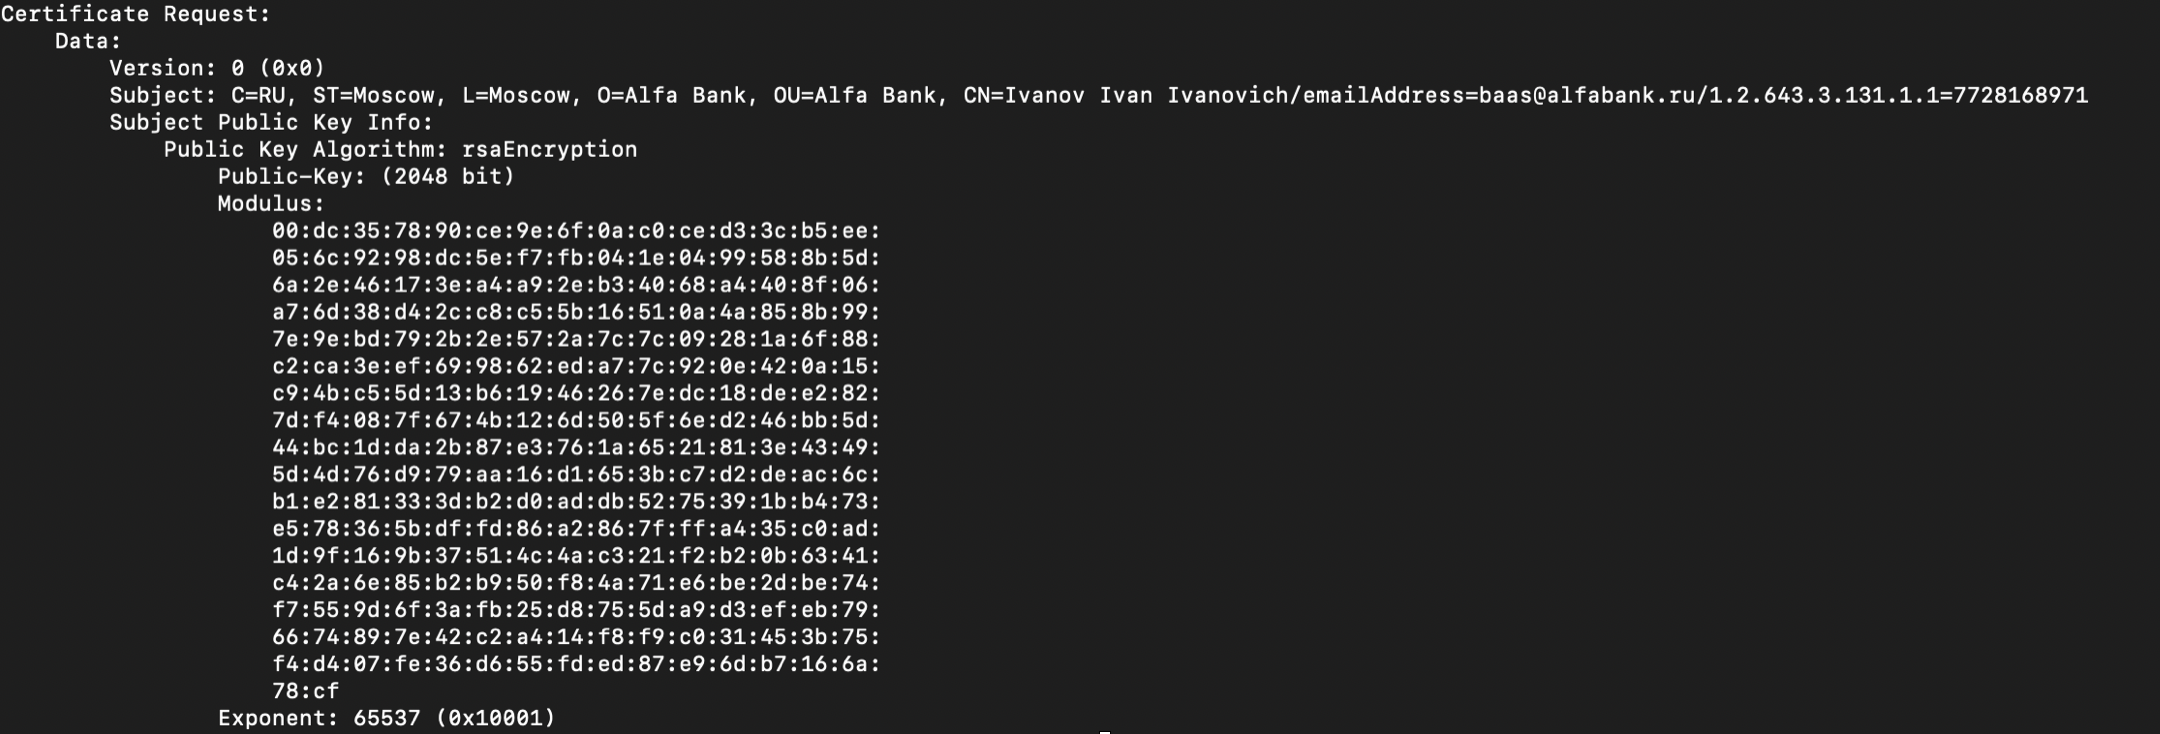 Certificate Request:
Data:
Version: 0 (0x0)
Subject: C=RU, ST=Moscow, L=Moscow, O=Alfa Bank, OU=Alfa Bank, CN=Ivanov Ivan Ivanovich/emailAddress=baas@alfabank.ru/1.2.643.3.131.1.1=7728168971
Subject Public Key Info:
Public Key Algorithm: rsaEncryption
Public-Key: (2048 bit)
Modulus:
00:dc:35:78:90:ce:9e:6f:0a:c0:ce:d3:3c:b5:ee:
05:6c:92:98:dc:5e:f7:fb:04:1e:04:99:58:8b:5d:
6a:2e:46:17:3e:a4:a9:2e:b3:40:68:a4:40:8f:06:
a7:6d:38:d4:2c:c8:c5:5b:16:51:0a:4a:85:8b:99:
7e:9e:bd:79:2b:2e:57:2a:7c:7c:09:28:1a:6f:88:
c2:ca:3e:ef:69:98:62:ed:a7:7c:92:0e:42:0a:15:
c9:4b:c5:5d:13:b6:19:46:26:7e:dc:18:de:e2:82:
7d:f4:08:7f:67:4b:12:6d:50:5f:6e:d2:46:bb:5d:
44:bc:1d:da:2b:87:e3:76:1a:65:21:81:3e:43:49:
5d:4d:76:d9:79:aa:16:d1:65:3b:c7:d2:de:ac:6c:
b1:e2:81:33:3d:b2:d0:ad:db:52:75:39:1b:b4:73:
e5:78:36:5b:df:fd:86:a2:86:7f:ff:a4:35:c0:ad:
1d:9f:16:9b:37:51:4c:4a:c3:21:f2:b2:0b:63:41:
c4:2a:6e:85:b2:b9:50:f8:4a:71:e6:be:2d:be:74:
f7:55:9d:6f:3a:fb:25:d8:75:5d:a9:d3:ef:eb:79:
66:74:89:7e:42:c2:a4:14:f8:f9:c0:31:45:3b:75:
f4:d4:07:fe:36:d6:55:fd:ed:87:e9:6d:b7:16:6a:
78:cf
Exponent: 65537 (0x10001)